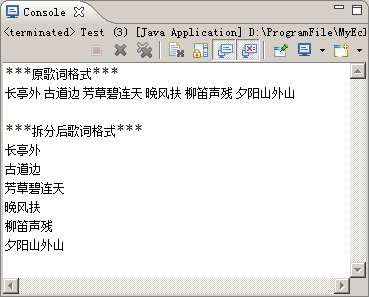 Console
<terminated> Test (3) [Java Application] D:\ProgramFile\MyEcl
***原歌词格式***
长亭外 古道边 芳草碧连天 晚风扶 柳笛声残 夕阳山外山
***拆分后歌词格式***
长亭外
古道边
芳草碧连天
晚风扶
柳笛声残
夕阳山外山